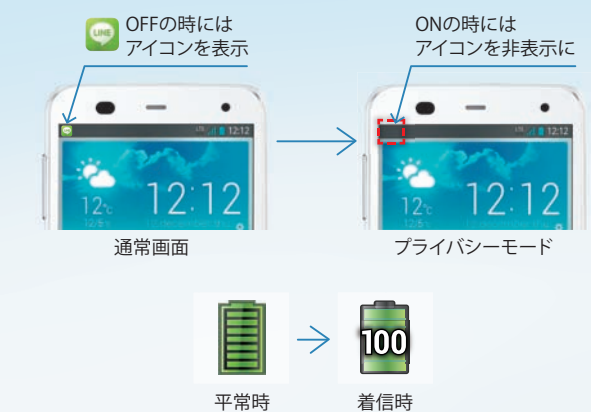 LINE
OFFの時には
アイコンを表示
ONの時には
アイコンを非表示に
LTE 12:12
LTE 12:12
12:12
12:12
12℃
12℃
通常画面
プライバシーモード
100
平常時
着信時